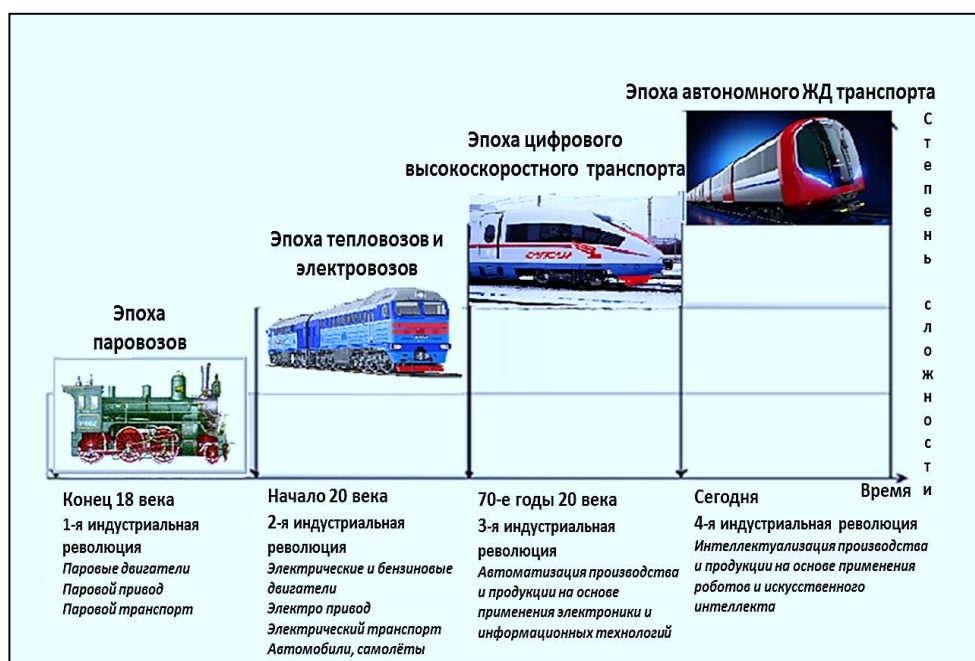 Эпоха автономного ЖД транспорта
Эпоха цифрового
высокоскоростного транспорта
Эпоха тепловозов и
электровозов
Эпоха
паровозов
Степень сложности
Время
Конец 18 века
1-я индустриальная
революция
Паровые двигатели
Паровой привод
Паровой транспорт
Начало 20 века
2-я индустриальная
революция
Электрические и бензиновые
двигатели
Электро привод
Электрический транспорт
Автомобили, самолёты
70-е годы 20 века
3-я индустриальная
революция
Автоматизация производства
и продукции на основе
применения электроники и
информационных технологий
Сегодня
4-я индустриальная революция
Интеллектуализация производства
и продукции на основе применения
роботов и искусственного
интеллекта